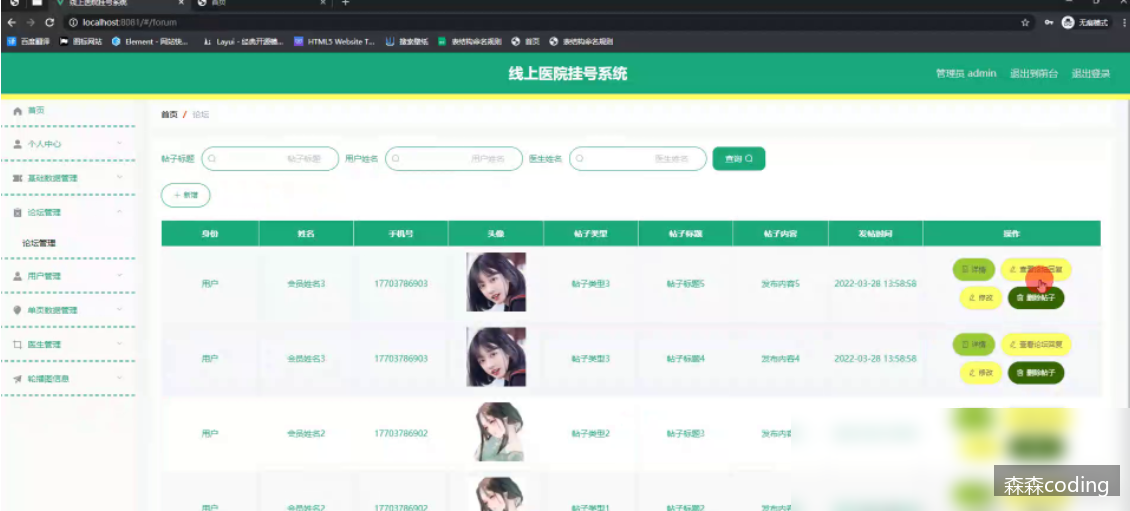 线上医院挂号系统
首页
localhost:8081/#/forum
无痕模式
百度翻译 图标网站 Element - 网站快... Layui - 经典开源模... HTML5 Website T... 搜索壁纸 表结构命名规则 首页 表结构命名规则
线上医院挂号系统
管理员 admin 退出到前台 退出登录
首页
个人中心
基础数据管理
论坛管理
论坛管理
用户管理
单页数据管理
医生管理
轮播图信息
首页 / 论坛
帖子标题 帖子标题 用户姓名 用户姓名 医生姓名 医生姓名 查询
+ 新增
身份 姓名 手机号 头像 帖子类型 帖子标题 帖子内容 发帖时间 操作
用户 会员姓名3 17703786903 帖子类型3 帖子标题5 发布内容5 2022-03-28 13:58:58 详情 查看论坛回复
修改 删除帖子
用户 会员姓名3 17703786903 帖子类型3 帖子标题4 发布内容4 2022-03-28 13:58:58 详情 查看论坛回复
修改 删除帖子
用户 会员姓名2 17703786902 帖子类型2 帖子标题3 发布内
用户 会员姓名2 17703786902 帖子类型1 帖子标题2 发布内
森森coding